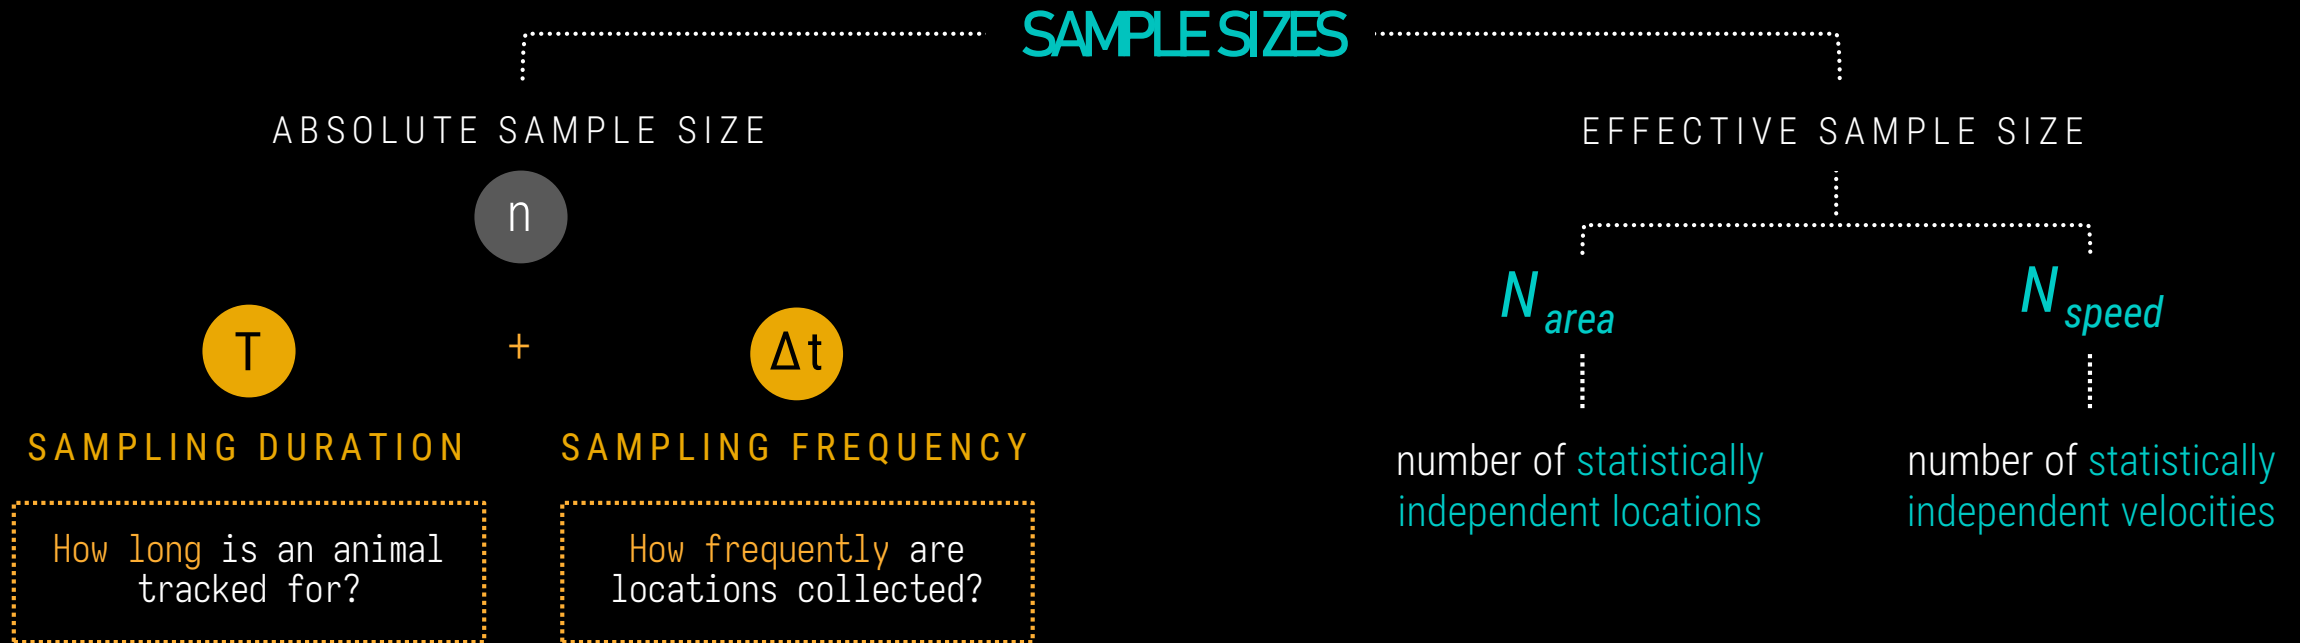 SAMPLE SIZES
ABSOLUTE SAMPLE SIZE
n
T
+
Δt
SAMPLING DURATION
SAMPLING FREQUENCY
How long is an animal
tracked for?
How frequently are
locations collected?
EFFECTIVE SAMPLE SIZE
N area
N speed
number of statistically
independent locations
number of statistically
independent velocities